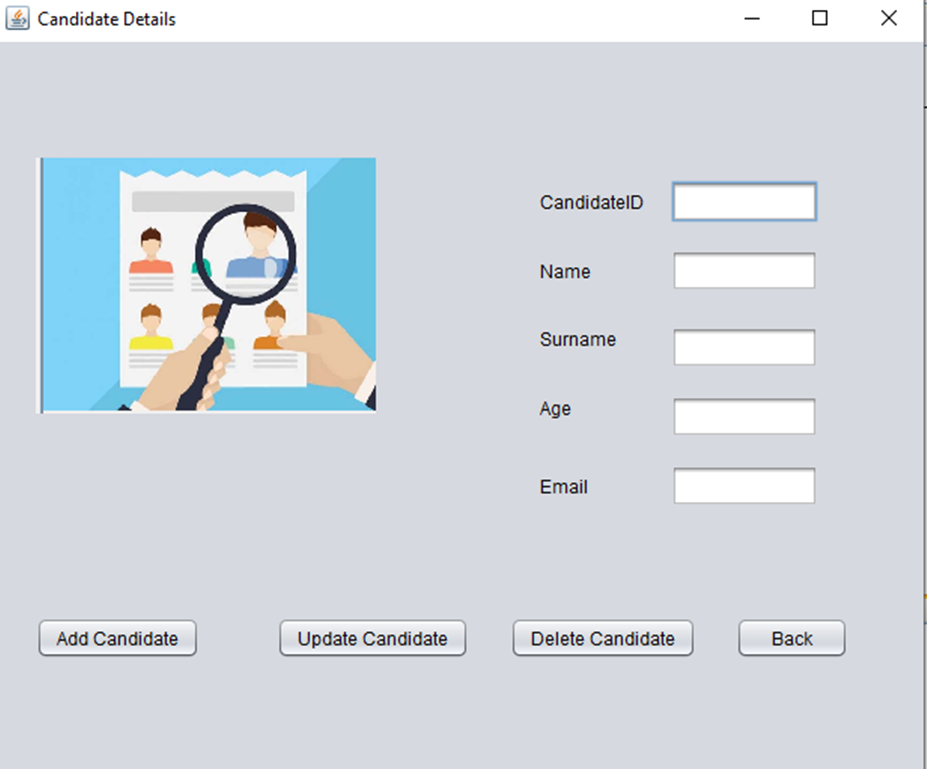 Candidate Details
CandidateID
Name
Surname
Age
Email
Add Candidate
Update Candidate
Delete Candidate
Back